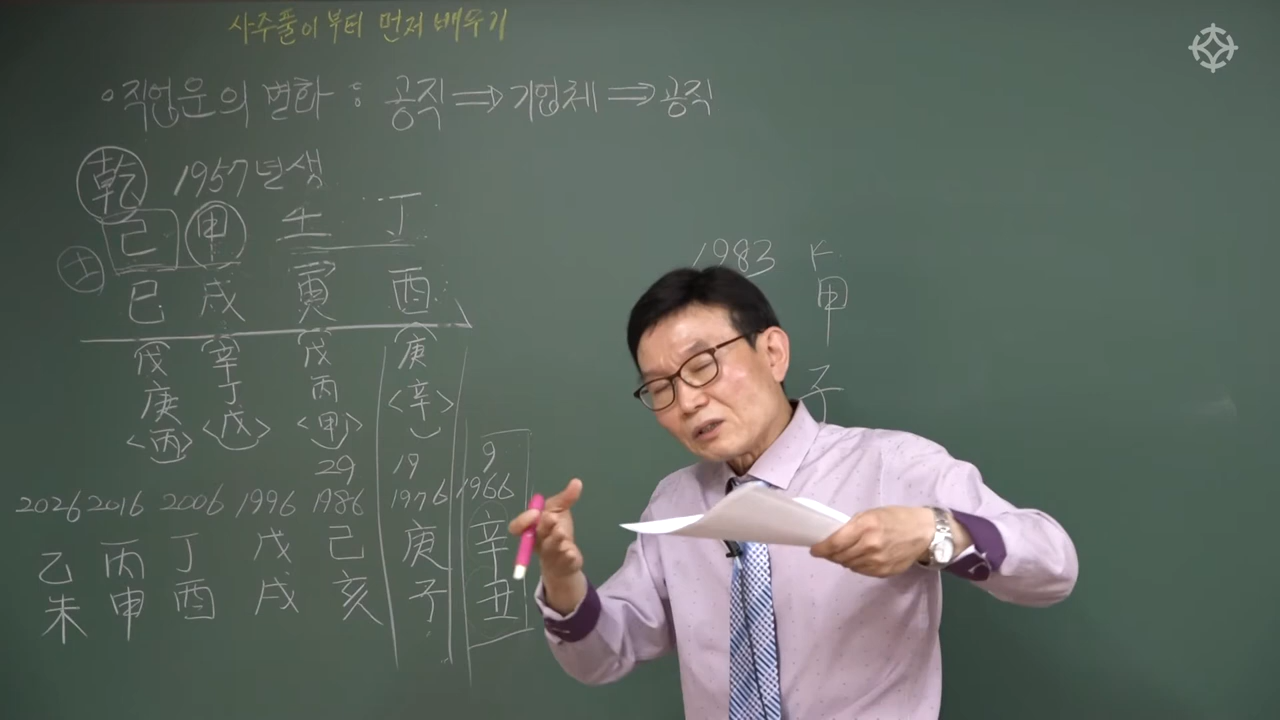 사주풀이부터 먼저 배우기
직업운의 변화 : 공직 ⇒ 기업체 ⇒ 공직
乾 1957년생
己 甲 壬 丁
土
巳 戌 寅 酉
戊 辛 戊 庚
庚 丁 丙 <辛>
<丙> <戊> <甲>
29 19 9
2026 2016 2006 1996 1986 1976 1966
乙 丙 丁 戊 己 庚 辛
未 申 酉 戌 亥 子 丑
1983
甲
子